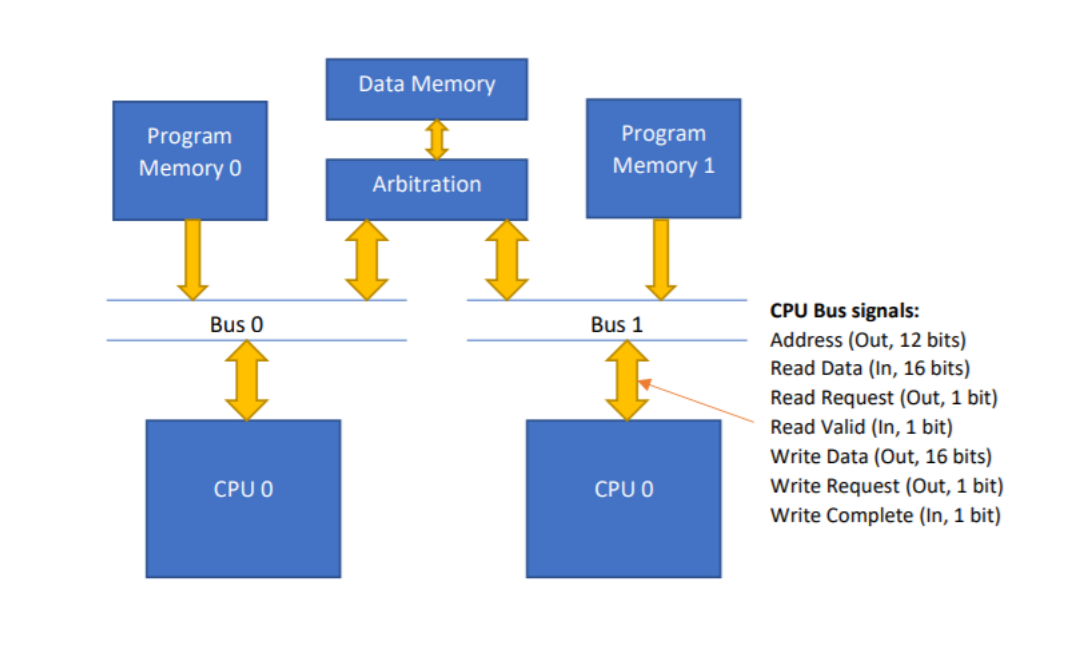 Data Memory
Program
Memory 0
Arbitration
Program
Memory 1
Bus 0
Bus 1
CPU Bus signals:
Address (Out, 12 bits)
Read Data (In, 16 bits)
Read Request (Out, 1 bit)
Read Valid (In, 1 bit)
Write Data (Out, 16 bits)
Write Request (Out, 1 bit)
Write Complete (In, 1 bit)
CPU 0
CPU 0